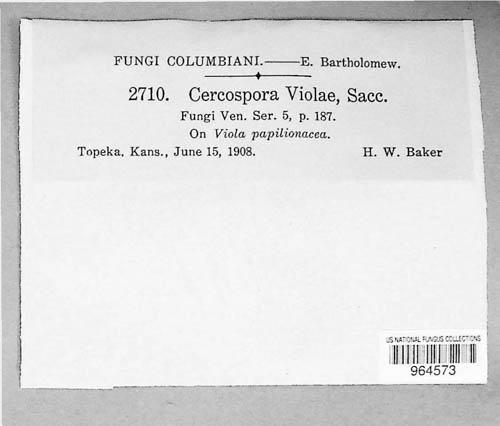 FUNGI COLUMBIANI.——E. Bartholomew.
2710. Cercospora Violae, Sacc.
Fungi Ven. Ser. 5, p. 187.
On Viola papilionacea.
Topeka, Kans., June 15, 1908. H. W. Baker
US NATIONAL FUNGUS COLLECTIONS
964573